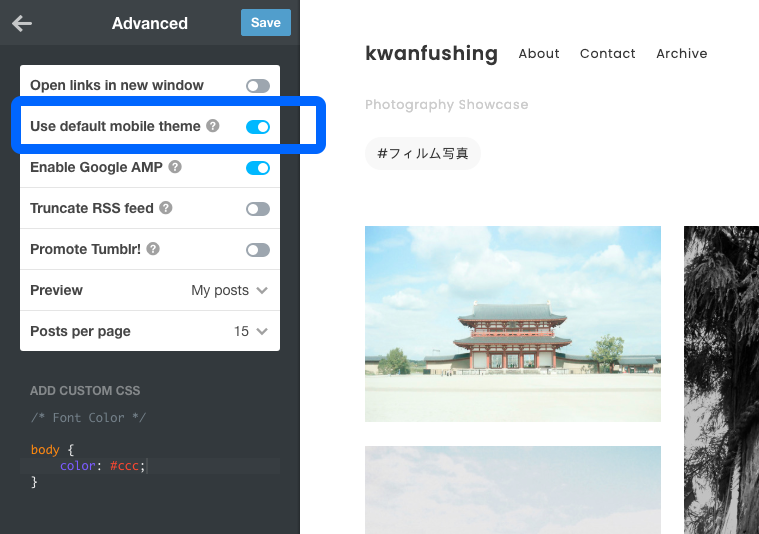 Advanced
Save
Open links in new window
Use default mobile theme ?
Enable Google AMP ?
Truncate RSS feed ?
Promote Tumblr! ?
Preview My posts
Posts per page 15
ADD CUSTOM CSS
/* Font Color */
body {
color: #ccc;
}
kwanfushing About Contact Archive
Photography Showcase
#フィルム写真